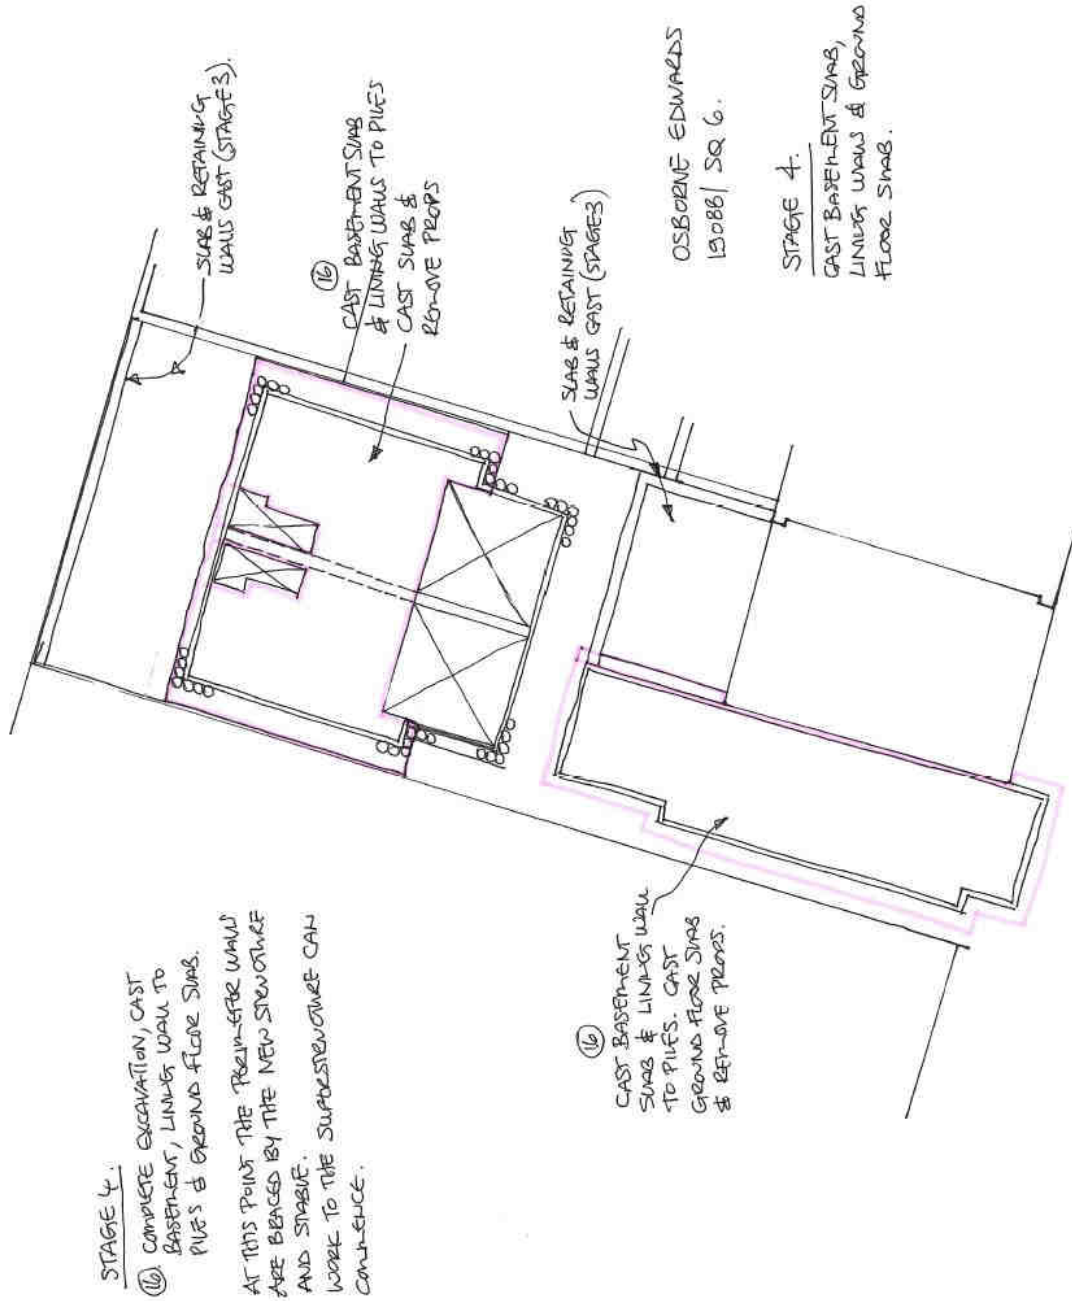 STAGE 4.
⑯ COMPLETE EXCAVATION, CAST
BASEMENT, LINING WALL TO
PILES & GROUND FLOOR SLAB.
AT THIS POINT THE PERIMETER WALLS
ARE BRACED BY THE NEW STRUCTURE
AND STABLE.
WORK TO THE SUPERSTRUCTURE CAN
COMMENCE.
⑯
CAST BASEMENT
SLAB & LINING WALL
TO PILES. CAST
GROUND FLOOR SLAB
& REMOVE PROPS.
SLAB & RETAINING
WALLS CAST (STAGE 3).
⑯
CAST BASEMENT SLAB
& LINING WALLS TO PILES
CAST SLAB &
REMOVE PROPS
SLAB & RETAINING
WALLS CAST (STAGE 3)
OSBORNE EDWARDS
19088/ SQ 6.
STAGE 4.
CAST BASEMENT SLAB,
LINING WALLS & GROUND
FLOOR SLAB.